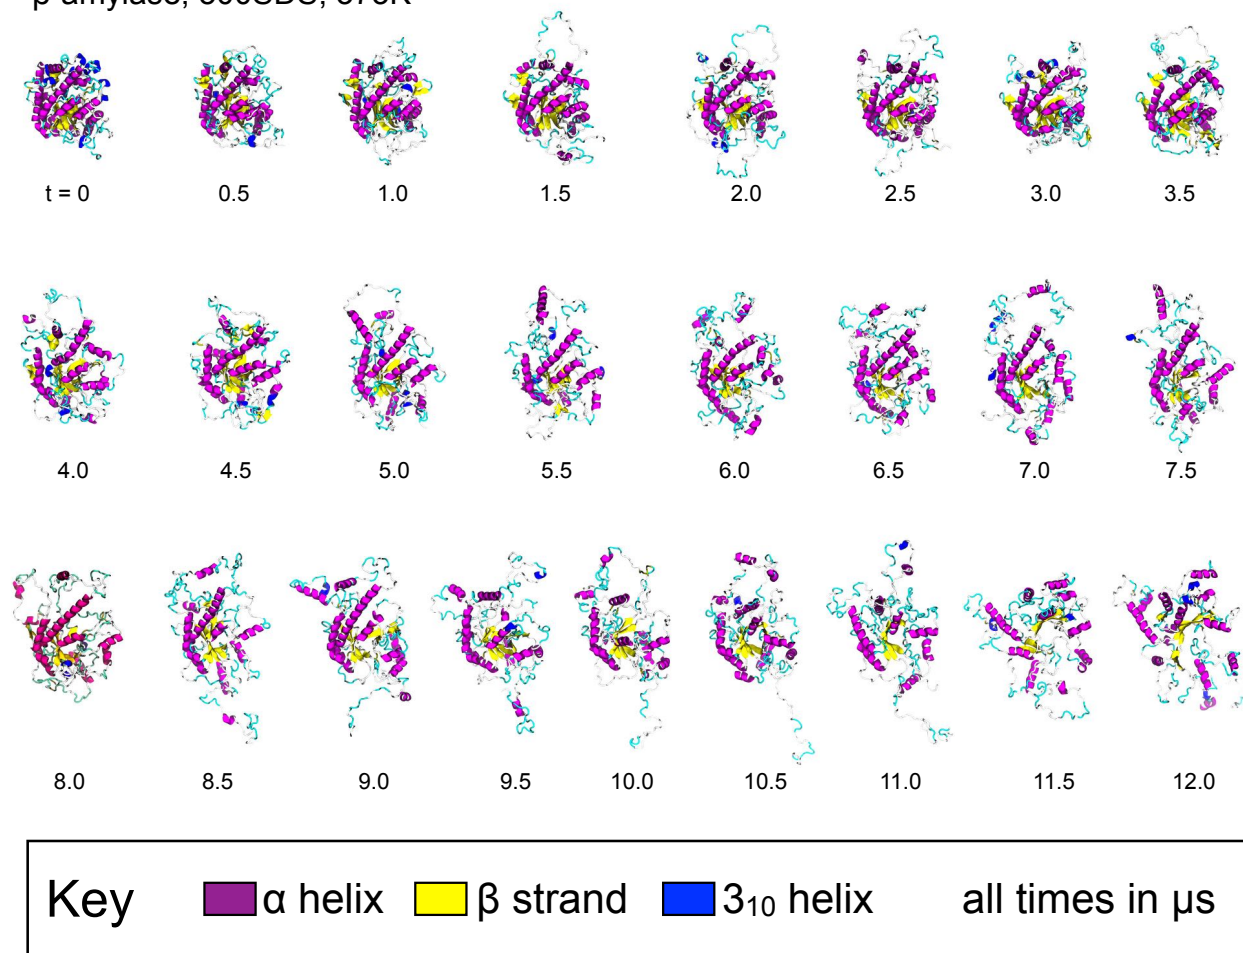 β-amylase, 500SDS, 373K
t = 0 0.5 1.0 1.5 2.0 2.5 3.0 3.5
4.0 4.5 5.0 5.5 6.0 6.5 7.0 7.5
8.0 8.5 9.0 9.5 10.0 10.5 11.0 11.5 12.0
Key α helix β strand 3₁₀ helix all times in μs